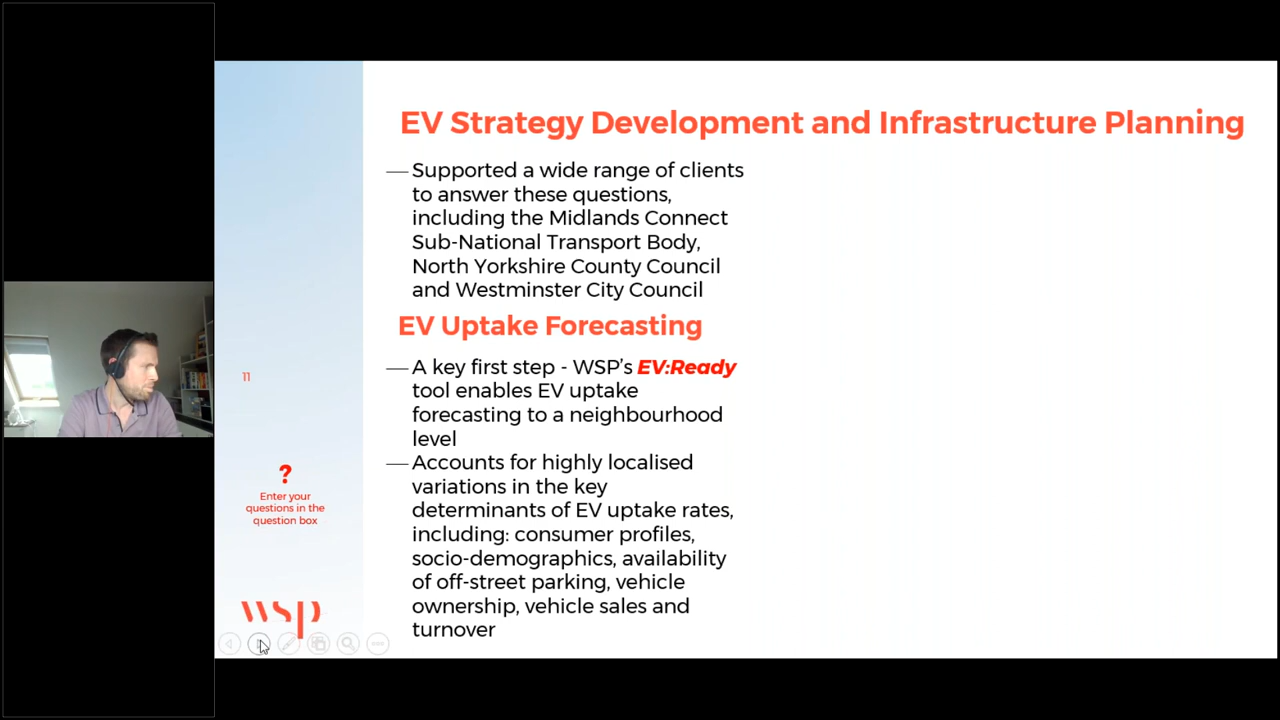 EV Strategy Development and Infrastructure Planning
— Supported a wide range of clients
to answer these questions,
including the Midlands Connect
Sub-National Transport Body,
North Yorkshire County Council
and Westminster City Council
EV Uptake Forecasting
— A key first step - WSP's EV:Ready
tool enables EV uptake
forecasting to a neighbourhood
level
— Accounts for highly localised
variations in the key
determinants of EV uptake rates,
including: consumer profiles,
socio-demographics, availability
of off-street parking, vehicle
ownership, vehicle sales and
turnover
11
?
Enter your
questions in the
question box
wsp